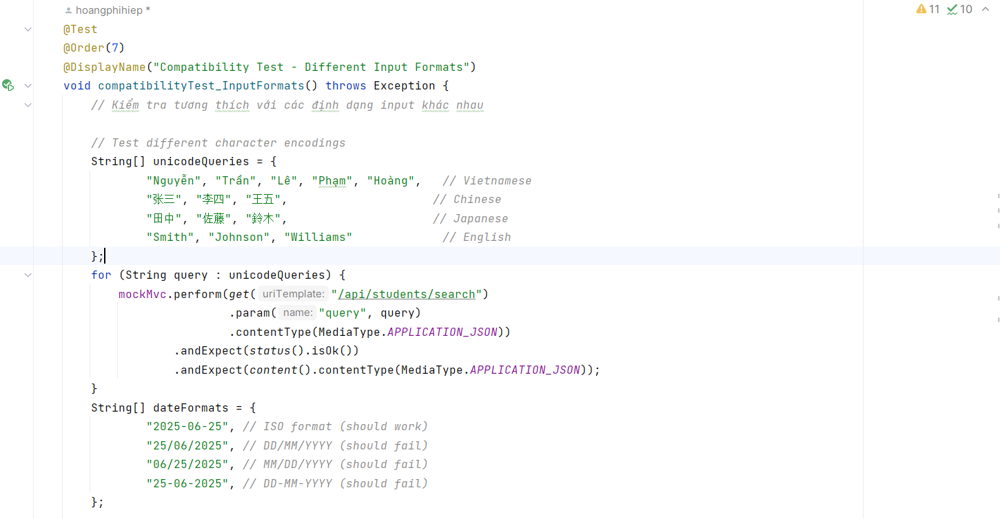 hoangphihiep *
11 10
@Test
@Order(7)
@DisplayName("Compatibility Test - Different Input Formats")
void compatibilityTest_InputFormats() throws Exception {
// Kiểm tra tương thích với các định dạng input khác nhau
// Test different character encodings
String[] unicodeQueries = {
"Nguyễn", "Trần", "Lê", "Phạm", "Hoàng", // Vietnamese
"张三", "李四", "王五", // Chinese
"田中", "佐藤", "鈴木", // Japanese
"Smith", "Johnson", "Williams" // English
};
for (String query : unicodeQueries) {
mockMvc.perform(get( uriTemplate: "/api/students/search")
.param( name: "query", query)
.contentType(MediaType.APPLICATION_JSON))
.andExpect(status().isOk())
.andExpect(content().contentType(MediaType.APPLICATION_JSON));
}
String[] dateFormats = {
"2025-06-25", // ISO format (should work)
"25/06/2025", // DD/MM/YYYY (should fail)
"06/25/2025", // MM/DD/YYYY (should fail)
"25-06-2025", // DD-MM-YYYY (should fail)
};